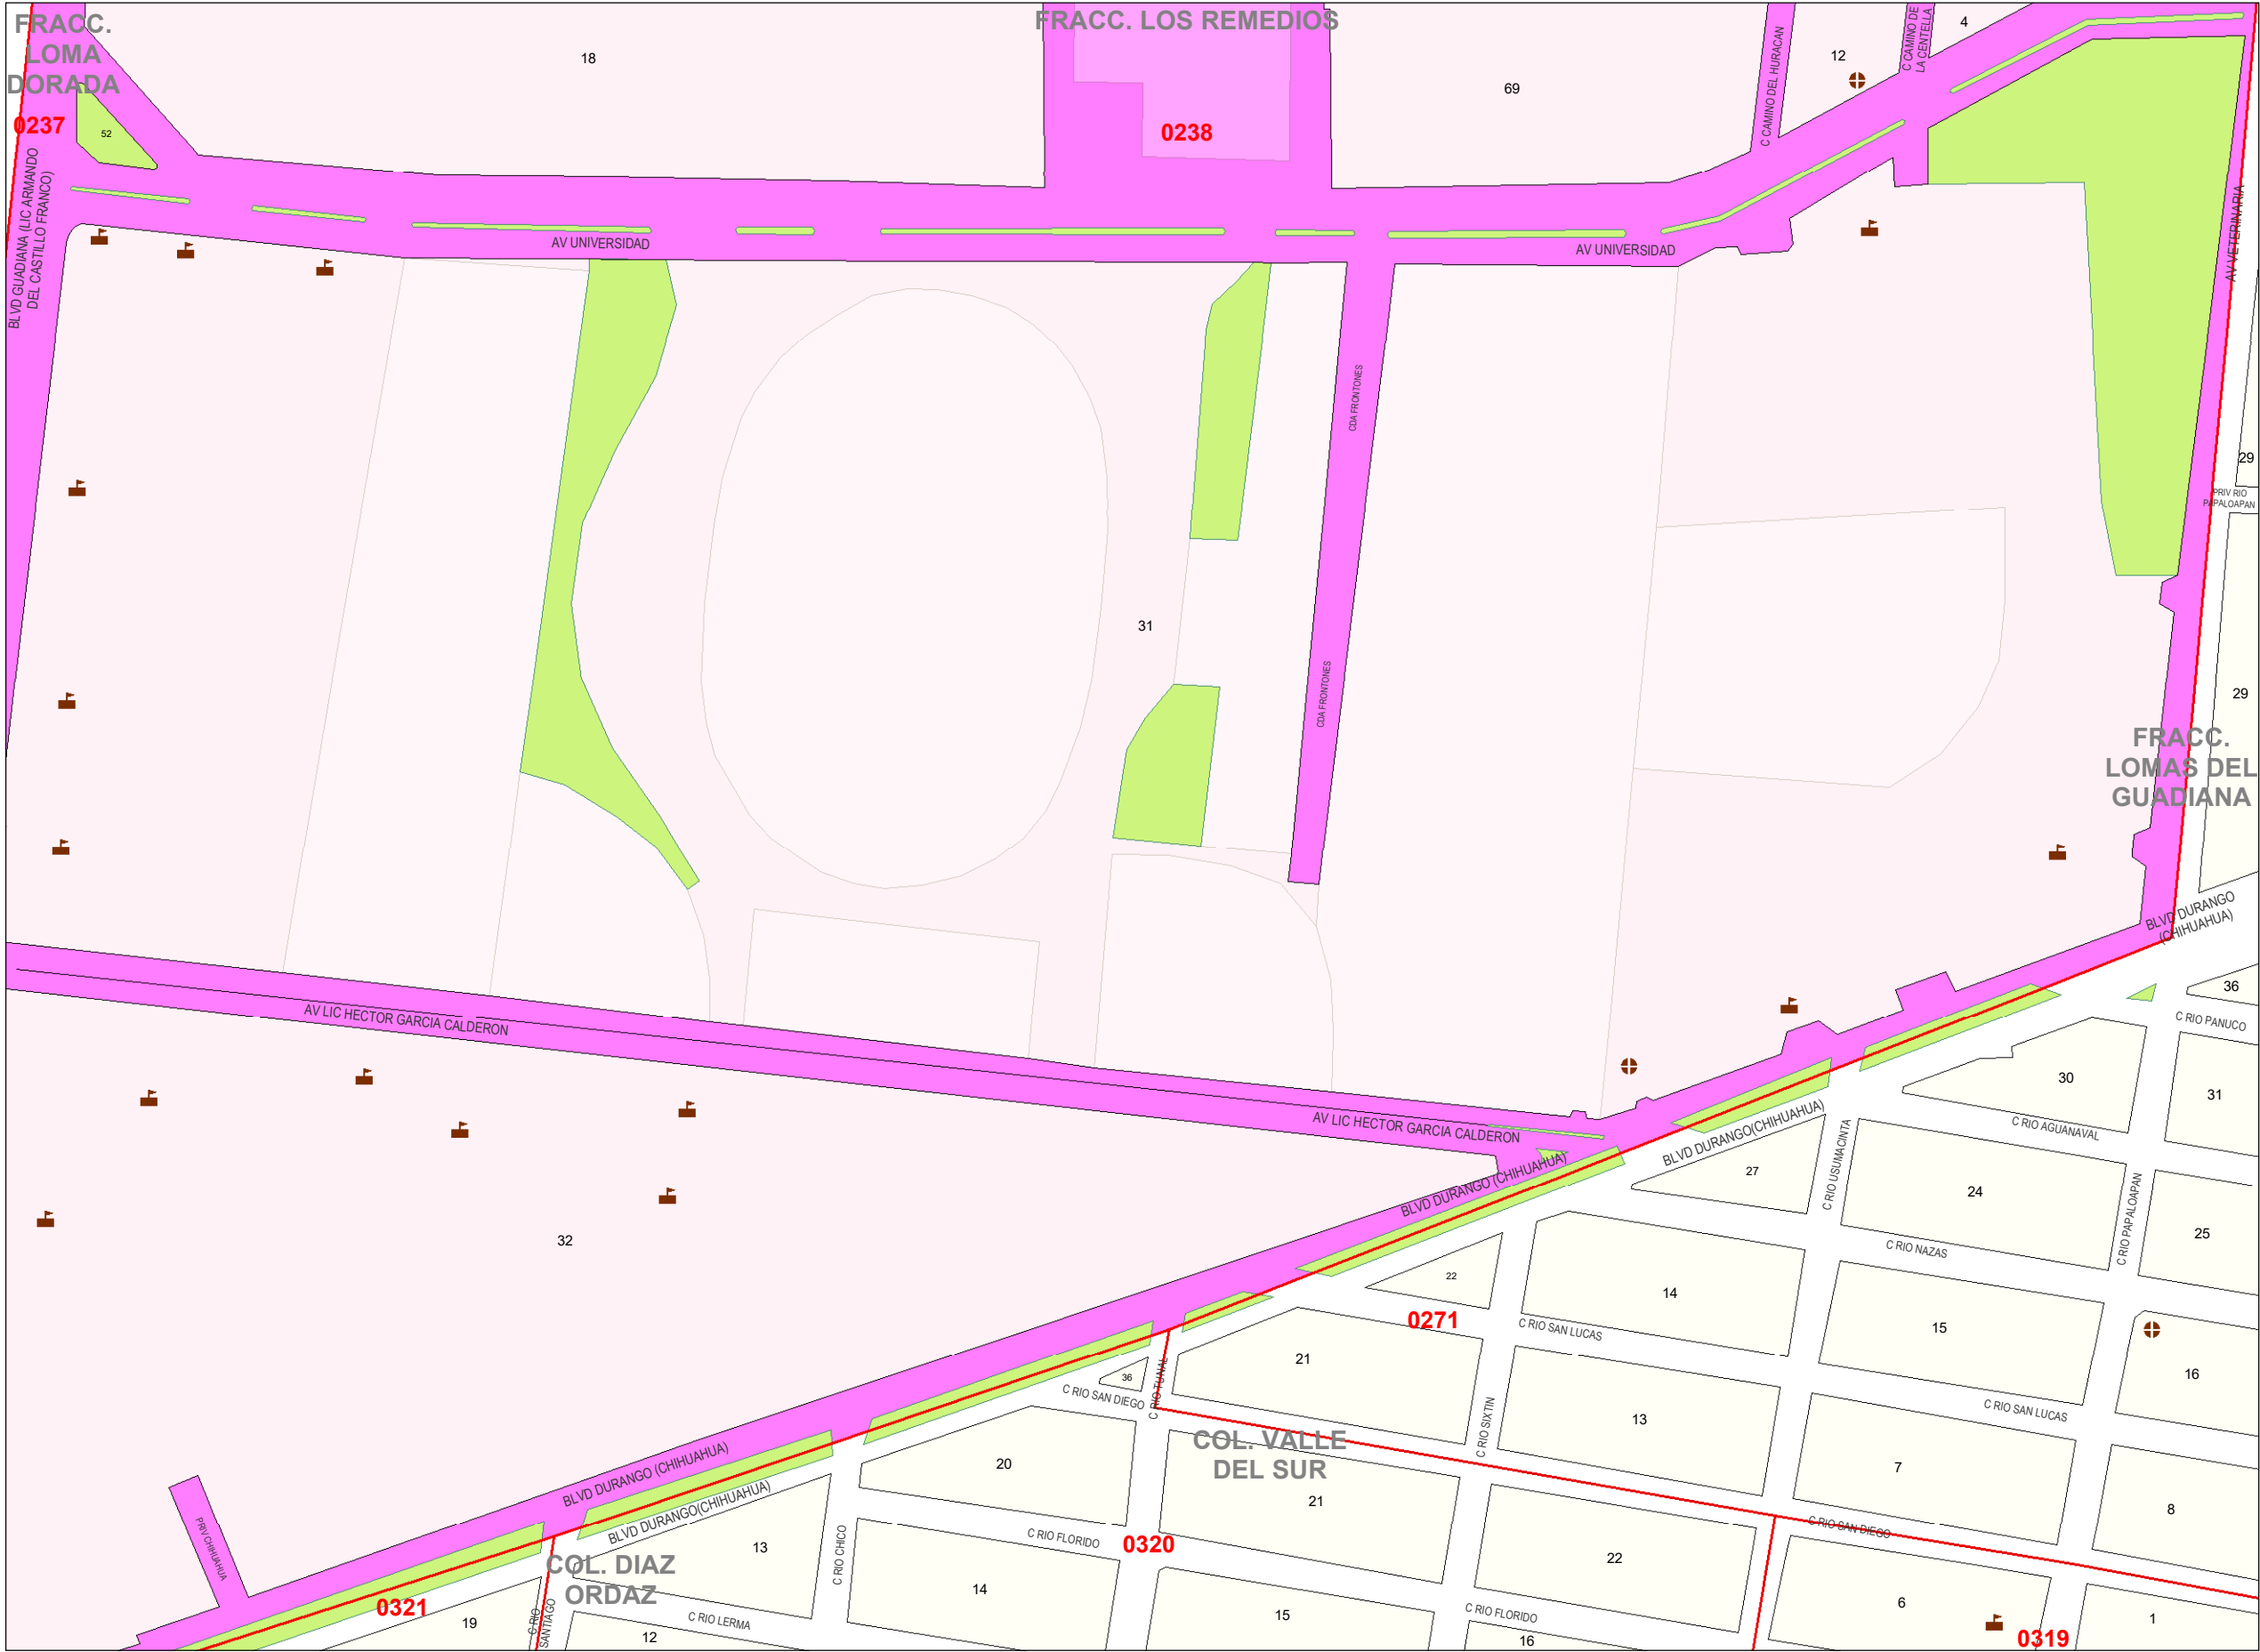 FRACC.
LOMA
DORADA
FRACC. LOS REMEDIOS
18
52
0237
0238
69
12
4
C CAMINO DEL HURACAN
C CAMINO DE
LA CENTELLA
BLVD GUADIANA (LIC ARMANDO
DEL CASTILLO FRANCO)
AV UNIVERSIDAD
AV UNIVERSIDAD
AV VETERINARIA
CDA FRONTONES
CDA FRONTONES
31
29
PRIV RIO
PAPALOAPAN
29
FRACC.
LOMAS DEL
GUADIANA
BLVD DURANGO
(CHIHUAHUA)
AV LIC HECTOR GARCIA CALDERON
AV LIC HECTOR GARCIA CALDERON
36
C RIO PANUCO
30
31
C RIO AGUANAVAL
BLVD DURANGO(CHIHUAHUA)
BLVD DURANGO (CHIHUAHUA)
27
C RIO USUMACINTA
24
C RIO PAPALOAPAN
25
C RIO NAZAS
32
22
14
0271
C RIO SAN LUCAS
15
16
21
36
C RIO TUNAL
C RIO SAN DIEGO
C RIO SIXTIN
13
C RIO SAN LUCAS
COL. VALLE
DEL SUR
20
7
21
8
BLVD DURANGO (CHIHUAHUA)
BLVD DURANGO(CHIHUAHUA)
PRIV CHIHUAHUA
C RIO SAN DIEGO
C RIO FLORIDO
0320
13
C RIO CHICO
22
COL. DIAZ
ORDAZ
14
0321
19
C RIO
SANTIAGO
C RIO LERMA
12
15
C RIO FLORIDO
16
6
1
0319